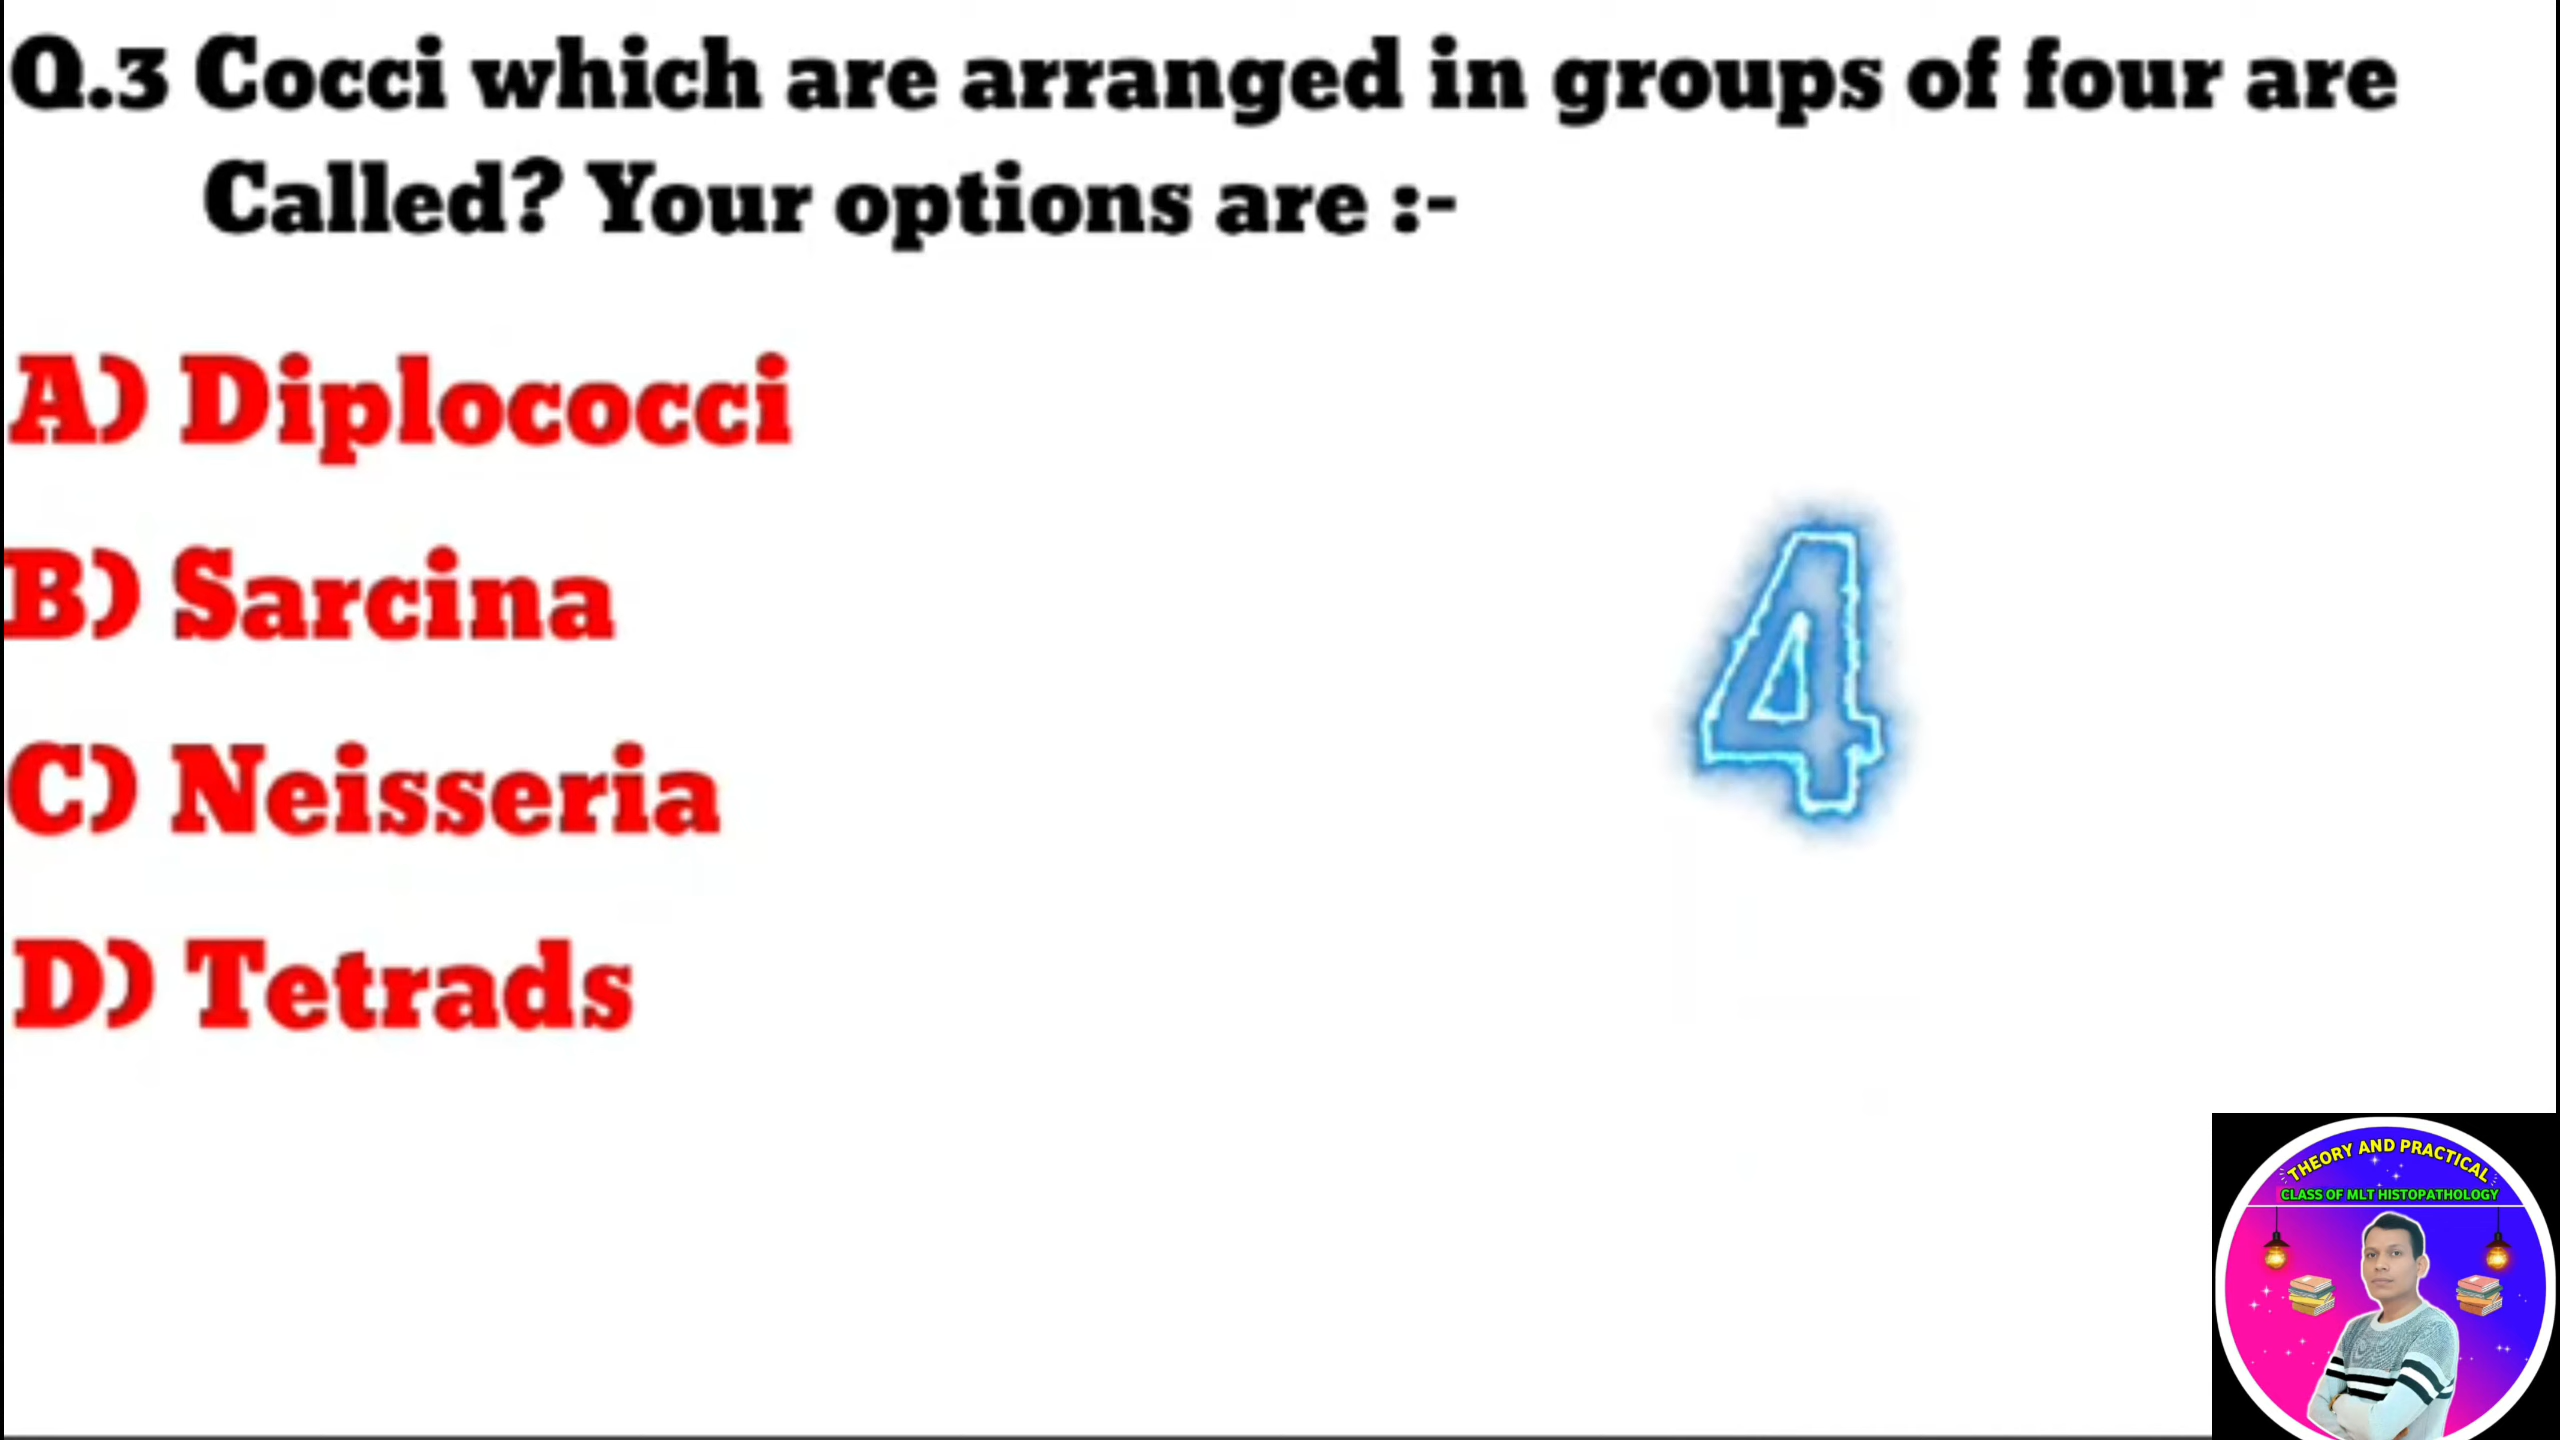 Q.3 Cocci which are arranged in groups of four are
Called? Your options are :-
A) Diplococci
B) Sarcina
C) Neisseria
D) Tetrads
4
THEORY AND PRACTICAL
CLASS OF MLT HISTOPATHOLOGY